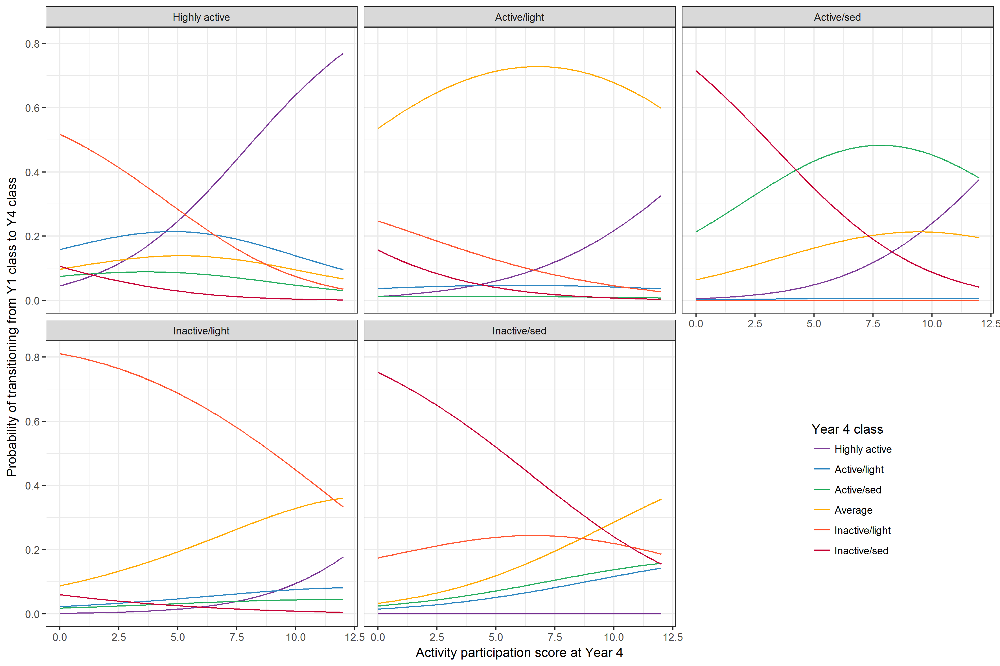 Highly active
Active/light
Active/sed
0.8
0.6
0.4
0.2
0.0
0.0 2.5 5.0 7.5 10.0 12.5
Probability of transitioning from Y1 class to Y4 class
Inactive/light
Inactive/sed
0.8
0.6
0.4
0.2
0.0
0.0 2.5 5.0 7.5 10.0 12.5
0.0 2.5 5.0 7.5 10.0 12.5
Activity participation score at Year 4
Year 4 class
Highly active
Active/light
Active/sed
Average
Inactive/light
Inactive/sed